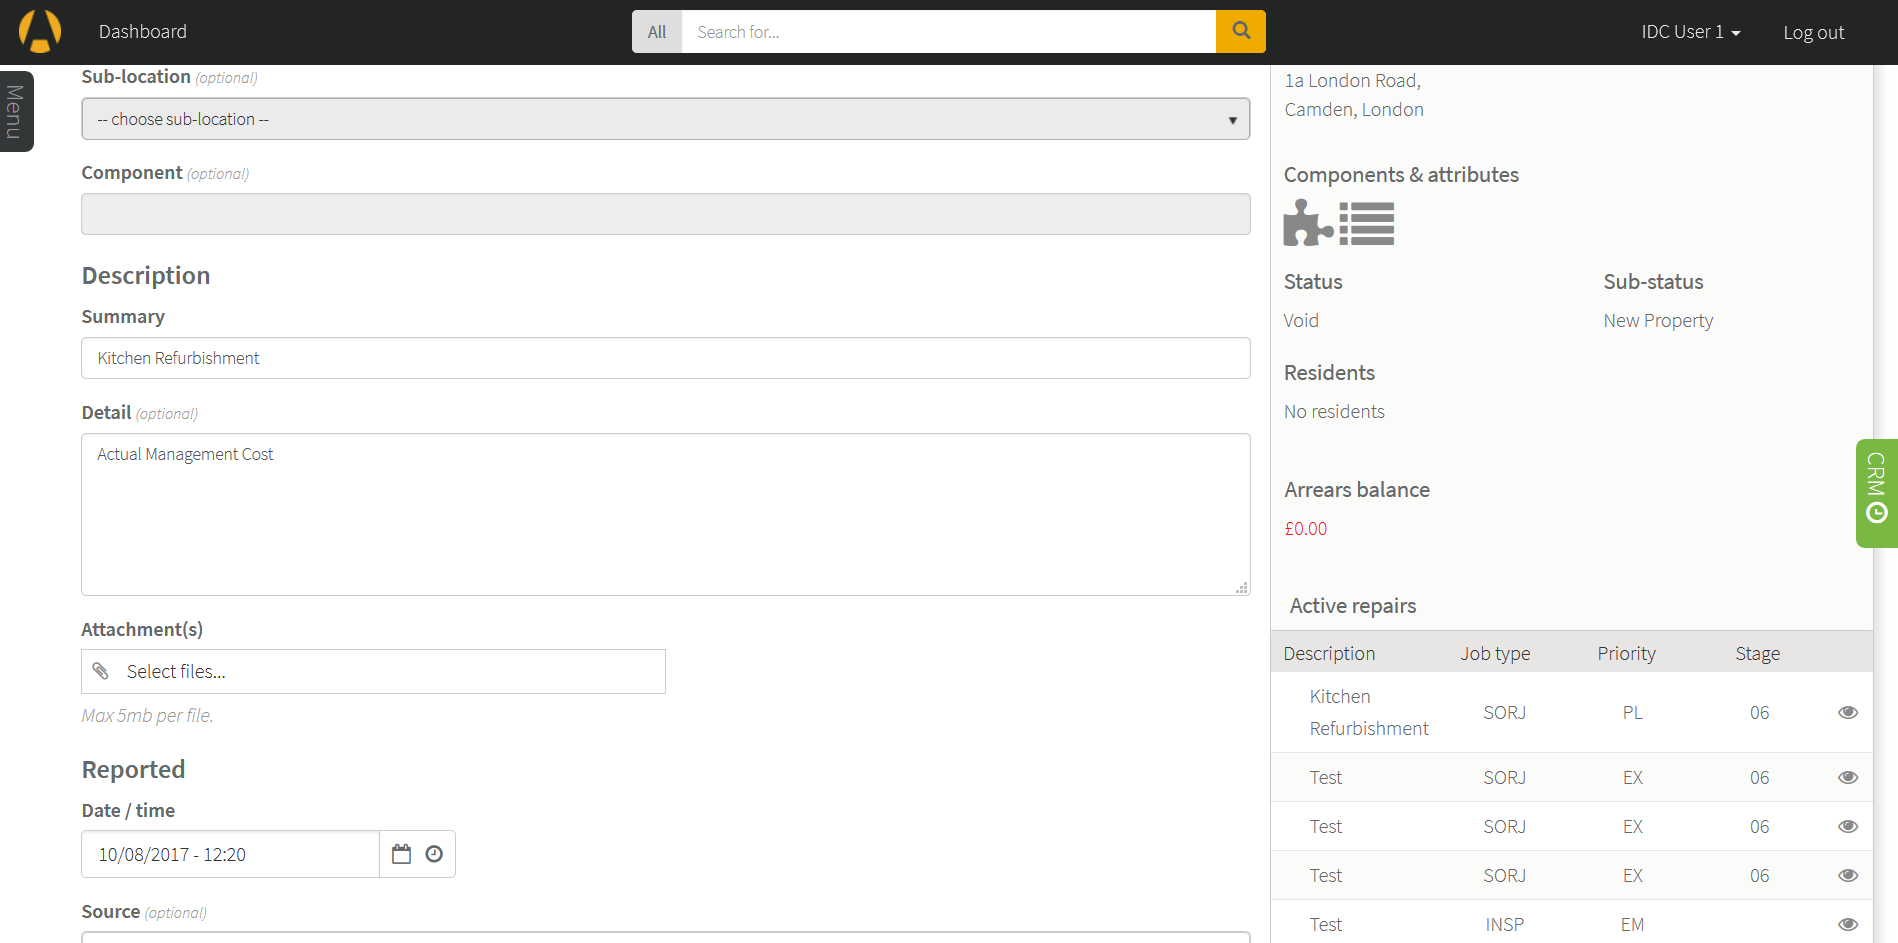 Dashboard
All
Search for...
IDC User 1
Log out
Menu
Sub-location (optional)
-- choose sub-location --
Component (optional)
Description
Summary
Kitchen Refurbishment
Detail (optional)
Actual Management Cost
Attachment(s)
Select files...
Max 5mb per file.
Reported
Date / time
10/08/2017 - 12:20
Source (optional)
1a London Road,
Camden, London
Components & attributes
Status Sub-status
Void New Property
Residents
No residents
Arrears balance
£0.00
CRM
Active repairs
Description Job type Priority Stage
Kitchen
Refurbishment SORJ PL 06
Test SORJ EX 06
Test SORJ EX 06
Test SORJ EX 06
Test INSP EM